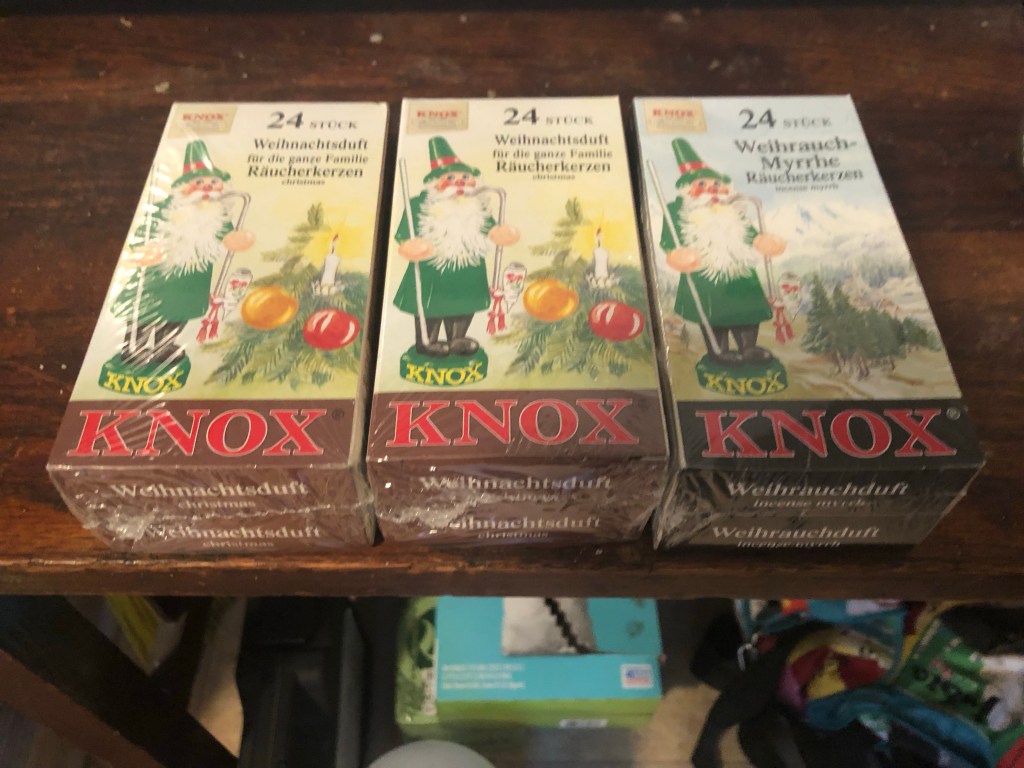 KNOX
24 STÜCK
Weihnachtsduft
für die ganze Familie
Räucherkerzen
christmas
KNOX
KNOX®
Weihnachtsduft
christmas
Weihnachtsduft
christmas
KNOX
24 STÜCK
Weihnachtsduft
für die ganze Familie
Räucherkerzen
christmas
KNOX
KNOX
Weihnachtsduft
christmas
Weihnachtsduft
christmas
KNOX
24 STÜCK
Weihrauch-
Myrrhe
Räucherkerzen
incense myrrh
KNOX
KNOX®
Weihrauchduft
incense myrrh
Weihrauchduft
incense myrrh